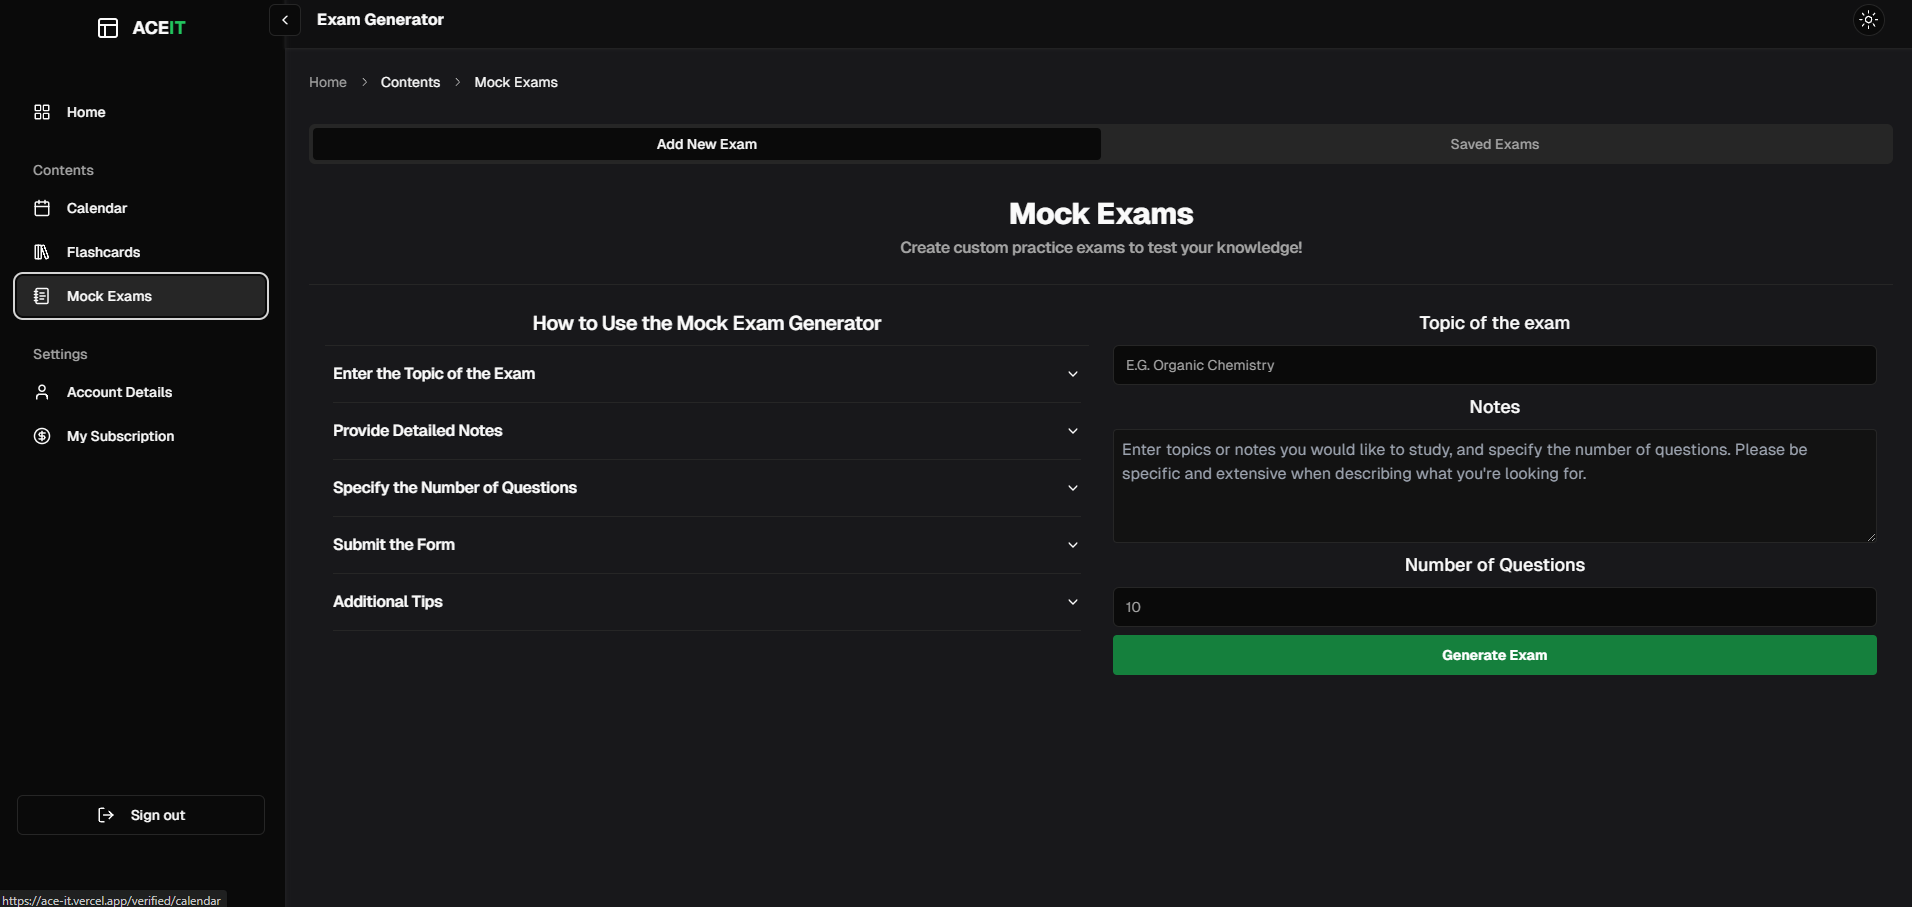 ACEIT
Exam Generator
Home
Contents
Calendar
Flashcards
Mock Exams
Settings
Account Details
My Subscription
Sign out
https://ace-it.vercel.app/verified/calendar
Home > Contents > Mock Exams
Add New Exam
Saved Exams
Mock Exams
Create custom practice exams to test your knowledge!
How to Use the Mock Exam Generator
Enter the Topic of the Exam
Provide Detailed Notes
Specify the Number of Questions
Submit the Form
Additional Tips
Topic of the exam
E.G. Organic Chemistry
Notes
Enter topics or notes you would like to study, and specify the number of questions. Please be
specific and extensive when describing what you're looking for.
Number of Questions
10
Generate Exam